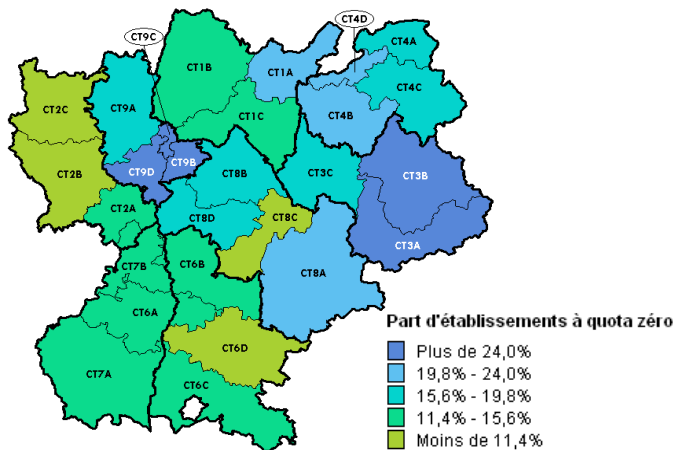 CT9C
CT4D
CT4A
CT1B
CT1A
CT4C
CT2C
CT9A
CT1C
CT4B
CT9B
CT2B
CT9D
CT8B
CT3C
CT3B
CT2A
CT8D
CT8C
CT3A
CT7B
CT6B
CT8A
CT6A
CT6D
CT7A
CT6C
Part d'établissements à quota zéro
Plus de 24,0%
19,8% - 24,0%
15,6% - 19,8%
11,4% - 15,6%
Moins de 11,4%